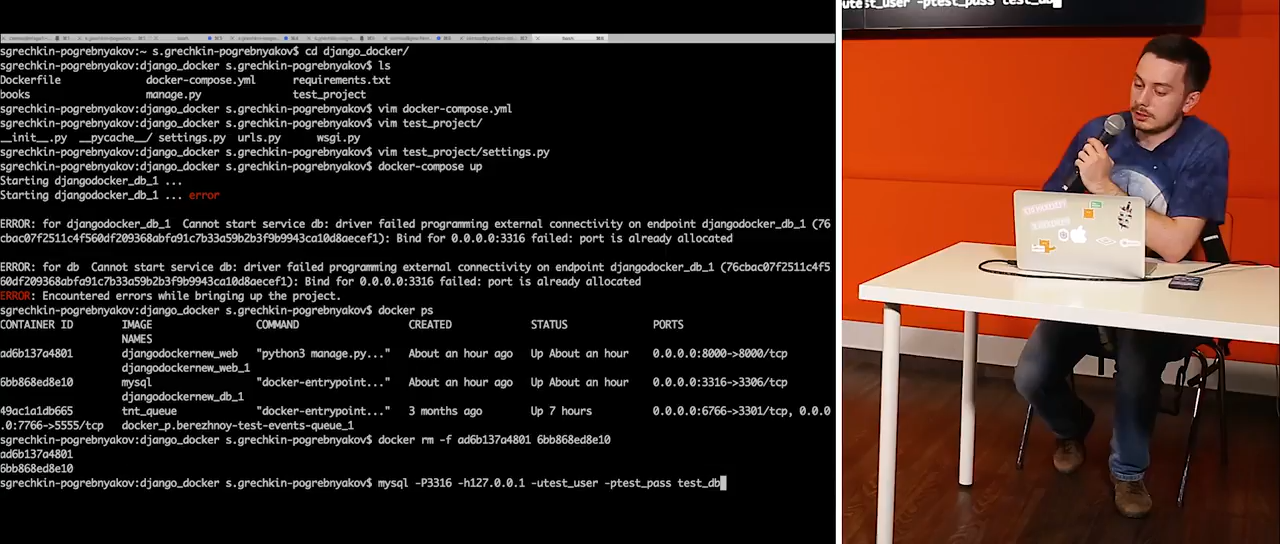 sgrechkin-pogrebnyakov:~ s.grechkin-pogrebnyakov$ cd django_docker/
sgrechkin-pogrebnyakov:django_docker s.grechkin-pogrebnyakov$ ls
Dockerfile docker-compose.yml requirements.txt
books manage.py test_project
sgrechkin-pogrebnyakov:django_docker s.grechkin-pogrebnyakov$ vim docker-compose.yml
sgrechkin-pogrebnyakov:django_docker s.grechkin-pogrebnyakov$ vim test_project/
__init__.py __pycache__/ settings.py urls.py wsgi.py
sgrechkin-pogrebnyakov:django_docker s.grechkin-pogrebnyakov$ vim test_project/settings.py
sgrechkin-pogrebnyakov:django_docker s.grechkin-pogrebnyakov$ docker-compose up
Starting djangodocker_db_1 ...
Starting djangodocker_db_1 ... error
ERROR: for djangodocker_db_1 Cannot start service db: driver failed programming external connectivity on endpoint djangodocker_db_1 (76
cbac07f2511c4f560df209368abfa91c7b33a59b2b3f9b9943ca10d8aecef1): Bind for 0.0.0.0:3316 failed: port is already allocated
ERROR: for db Cannot start service db: driver failed programming external connectivity on endpoint djangodocker_db_1 (76cbac07f2511c4f5
60df209368abfa91c7b33a59b2b3f9b9943ca10d8aecef1): Bind for 0.0.0.0:3316 failed: port is already allocated
ERROR: Encountered errors while bringing up the project.
sgrechkin-pogrebnyakov:django_docker s.grechkin-pogrebnyakov$ docker ps
CONTAINER ID IMAGE COMMAND CREATED STATUS PORTS
NAMES
ad6b137a4801 djangodockernew_web "python3 manage.py..." About an hour ago Up About an hour 0.0.0.0:8000->8000/tcp
djangodockernew_web_1
6bb868ed8e10 mysql "docker-entrypoint..." About an hour ago Up About an hour 0.0.0.0:3316->3306/tcp
djangodockernew_db_1
49ac1a1db665 tnt_queue "docker-entrypoint..." 3 months ago Up 7 hours 0.0.0.0:6766->3301/tcp, 0.0.0
.0:7766->5555/tcp docker_p.berezhnoy-test-events-queue_1
sgrechkin-pogrebnyakov:django_docker s.grechkin-pogrebnyakov$ docker rm -f ad6b137a4801 6bb868ed8e10
ad6b137a4801
6bb868ed8e10
sgrechkin-pogrebnyakov:django_docker s.grechkin-pogrebnyakov$ mysql -P3316 -h127.0.0.1 -utest_user -ptest_pass test_db
-utest_user -ptest_pass test_db